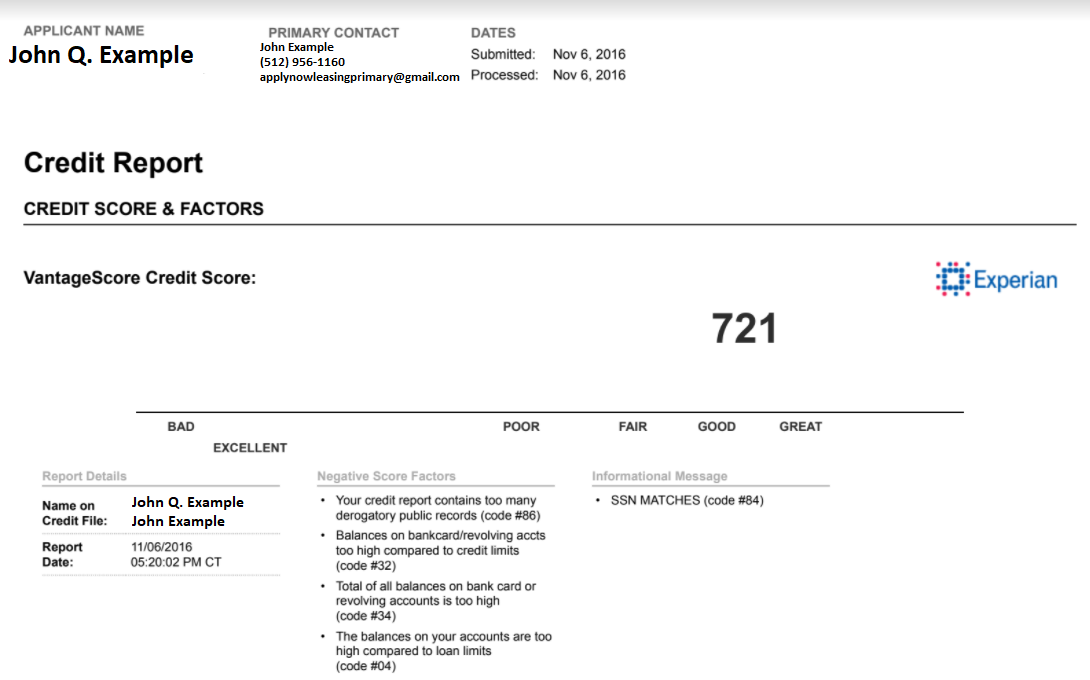 APPLICANT NAME
John Q. Example
PRIMARY CONTACT
John Example
(512) 956-1160
applynowleasingprimary@gmail.com
DATES
Submitted: Nov 6, 2016
Processed: Nov 6, 2016
Credit Report
CREDIT SCORE & FACTORS
VantageScore Credit Score:
Experian
721
BAD POOR FAIR GOOD GREAT
EXCELLENT
Report Details
Name on John Q. Example
Credit File: John Example
Report 11/06/2016
Date: 05:20:02 PM CT
Negative Score Factors
• Your credit report contains too many
derogatory public records (code #86)
• Balances on bankcard/revolving accts
too high compared to credit limits
(code #32)
• Total of all balances on bank card or
revolving accounts is too high
(code #34)
• The balances on your accounts are too
high compared to loan limits
(code #04)
Informational Message
• SSN MATCHES (code #84)